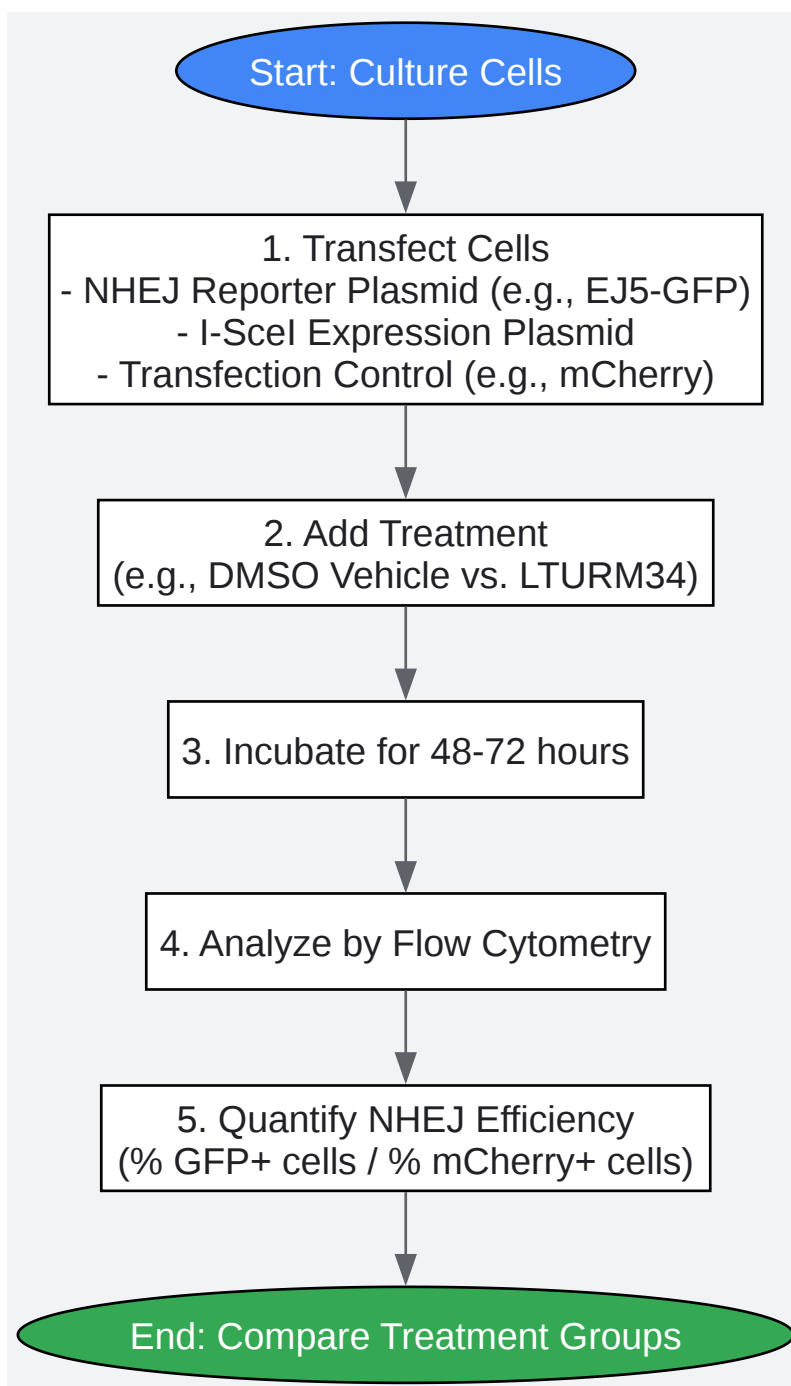 Start: Culture Cells
1. Transfect Cells
- NHEJ Reporter Plasmid (e.g., EJ5-GFP)
- I-SceI Expression Plasmid
- Transfection Control (e.g., mCherry)
2. Add Treatment
(e.g., DMSO Vehicle vs. LTURM34)
3. Incubate for 48-72 hours
4. Analyze by Flow Cytometry
5. Quantify NHEJ Efficiency
(% GFP+ cells / % mCherry+ cells)
End: Compare Treatment Groups